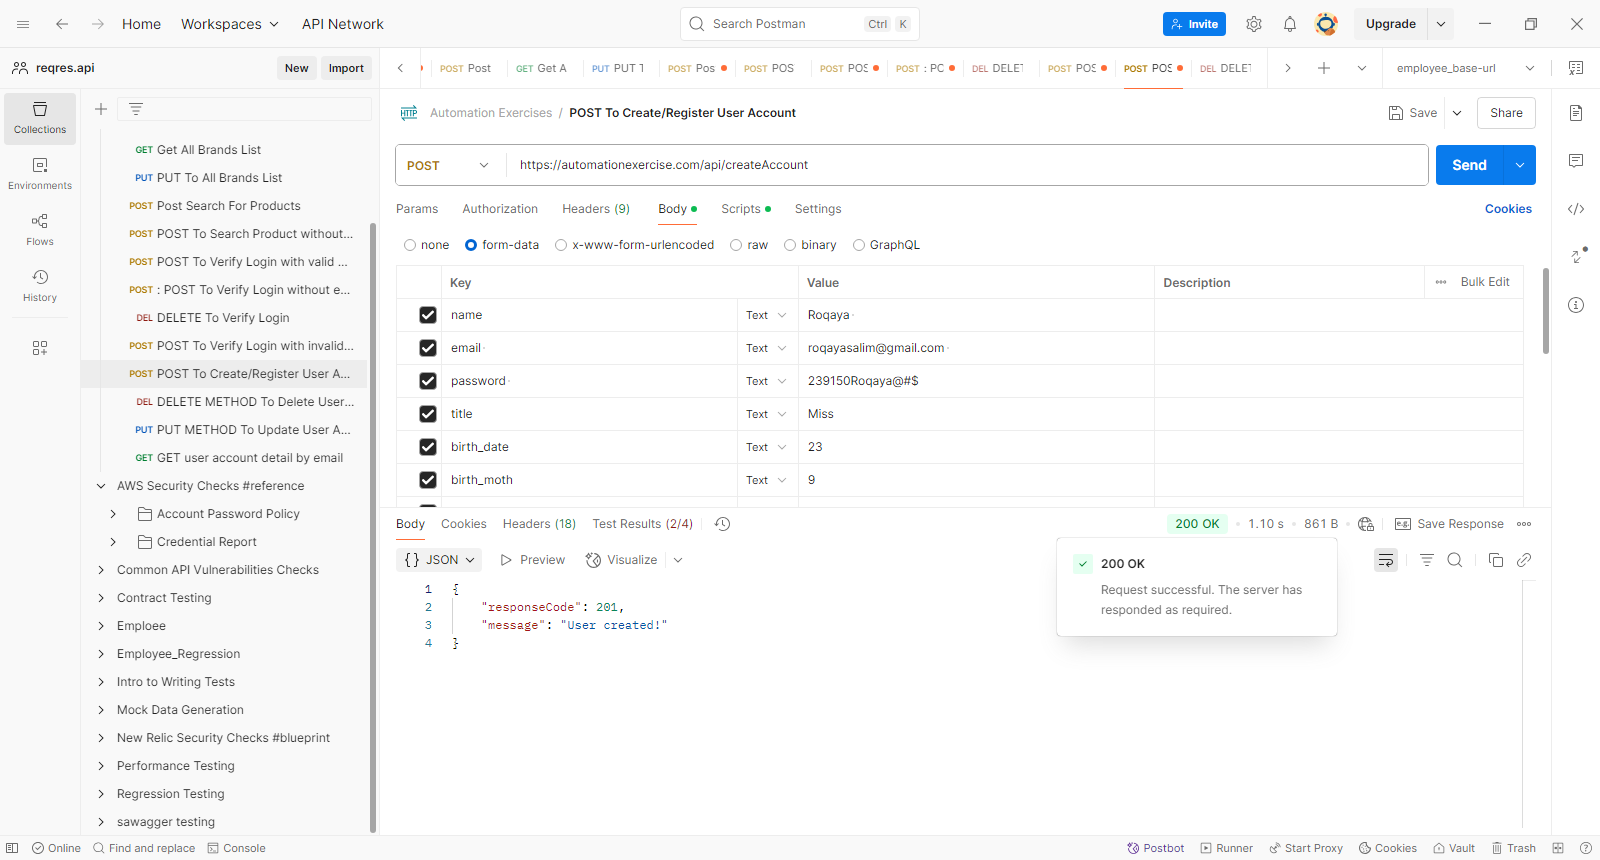 Home
Workspaces
API Network
Search Postman
Ctrl
K
Invite
Upgrade
reqres.api
New
Import
POST Post
GET Get A
PUT PUT T
POST Pos
POST POS
POST POS
POST : PC
DEL DELET
POST POS
POST POS
DEL DELET
employee_base-url
Collections
Environments
Flows
History
GET Get All Brands List
PUT PUT To All Brands List
POST Post Search For Products
POST POST To Search Product without...
POST POST To Verify Login with valid ...
POST : POST To Verify Login without e...
DEL DELETE To Verify Login
POST POST To Verify Login with invalid...
POST POST To Create/Register User A...
DEL DELETE METHOD To Delete User...
PUT PUT METHOD To Update User A...
GET GET user account detail by email
AWS Security Checks #reference
Account Password Policy
Credential Report
Common API Vulnerabilities Checks
Contract Testing
Emploee
Employee_Regression
Intro to Writing Tests
Mock Data Generation
New Relic Security Checks #blueprint
Performance Testing
Regression Testing
sawagger testing
HTTP Automation Exercises / POST To Create/Register User Account
Save
Share
POST
https://automationexercise.com/api/createAccount
Send
Params
Authorization
Headers (9)
Body
Scripts
Settings
Cookies
none
form-data
x-www-form-urlencoded
raw
binary
GraphQL
Key
Value
Description
Bulk Edit
name Text Roqaya
email Text roqayasalim@gmail.com
password Text 239150Roqaya@#$
title Text Miss
birth_date Text 23
birth_moth Text 9
Body
Cookies
Headers (18)
Test Results (2/4)
200 OK
1.10 s
861 B
Save Response
{} JSON
Preview
Visualize
1 {
2 "responseCode": 201,
3 "message": "User created!"
4 }
200 OK
Request successful. The server has
responded as required.
Online
Find and replace
Console
Postbot
Runner
Start Proxy
Cookies
Vault
Trash